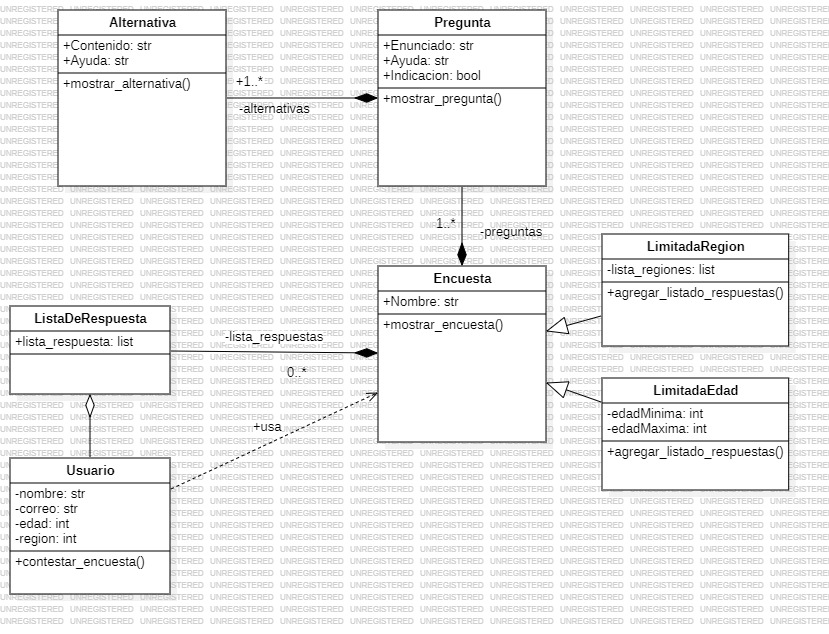 Alternativa
+Contenido: str
+Ayuda: str
+mostrar_alternativa()
+1..*
-alternativas
Pregunta
+Enunciado: str
+Ayuda: str
+Indicacion: bool
+mostrar_pregunta()
1..*
-preguntas
Encuesta
+Nombre: str
+mostrar_encuesta()
LimitadaRegion
-lista_regiones: list
+agregar_listado_respuestas()
ListaDeRespuesta
+lista_respuesta: list
-lista_respuestas
0..*
LimitadaEdad
-edadMinima: int
-edadMaxima: int
+agregar_listado_respuestas()
+usa
Usuario
-nombre: str
-correo: str
-edad: int
-region: int
+contestar_encuesta()
UNREGISTERED